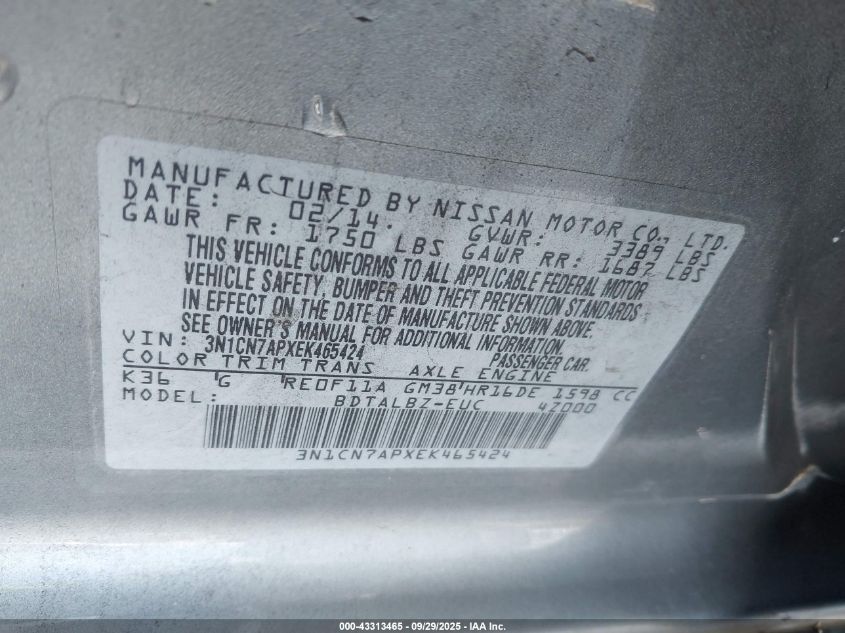 MANUFACTURED BY NISSAN MOTOR CO., LTD.
DATE: 02/14. GVWR: 3389 LBS
GAWR FR: 1750 LBS GAWR RR: 1687 LBS
THIS VEHICLE CONFORMS TO ALL APPLICABLE FEDERAL MOTOR
VEHICLE SAFETY, BUMPER AND THEFT PREVENTION STANDARDS
IN EFFECT ON THE DATE OF MANUFACTURE SHOWN ABOVE.
SEE OWNER'S MANUAL FOR ADDITIONAL INFORMATION.
VIN: 3N1CN7APXEK465424 PASSENGER CAR.
COLOR TRIM TRANS AXLE ENGINE
K36 'G 'RE0F11A GM38'HR16DE 1598 CC
MODEL: BDTALBZ-EUC 4Z000
3N1CN7APXEK465424
000-43313465 - 09/29/2025 - IAA Inc.